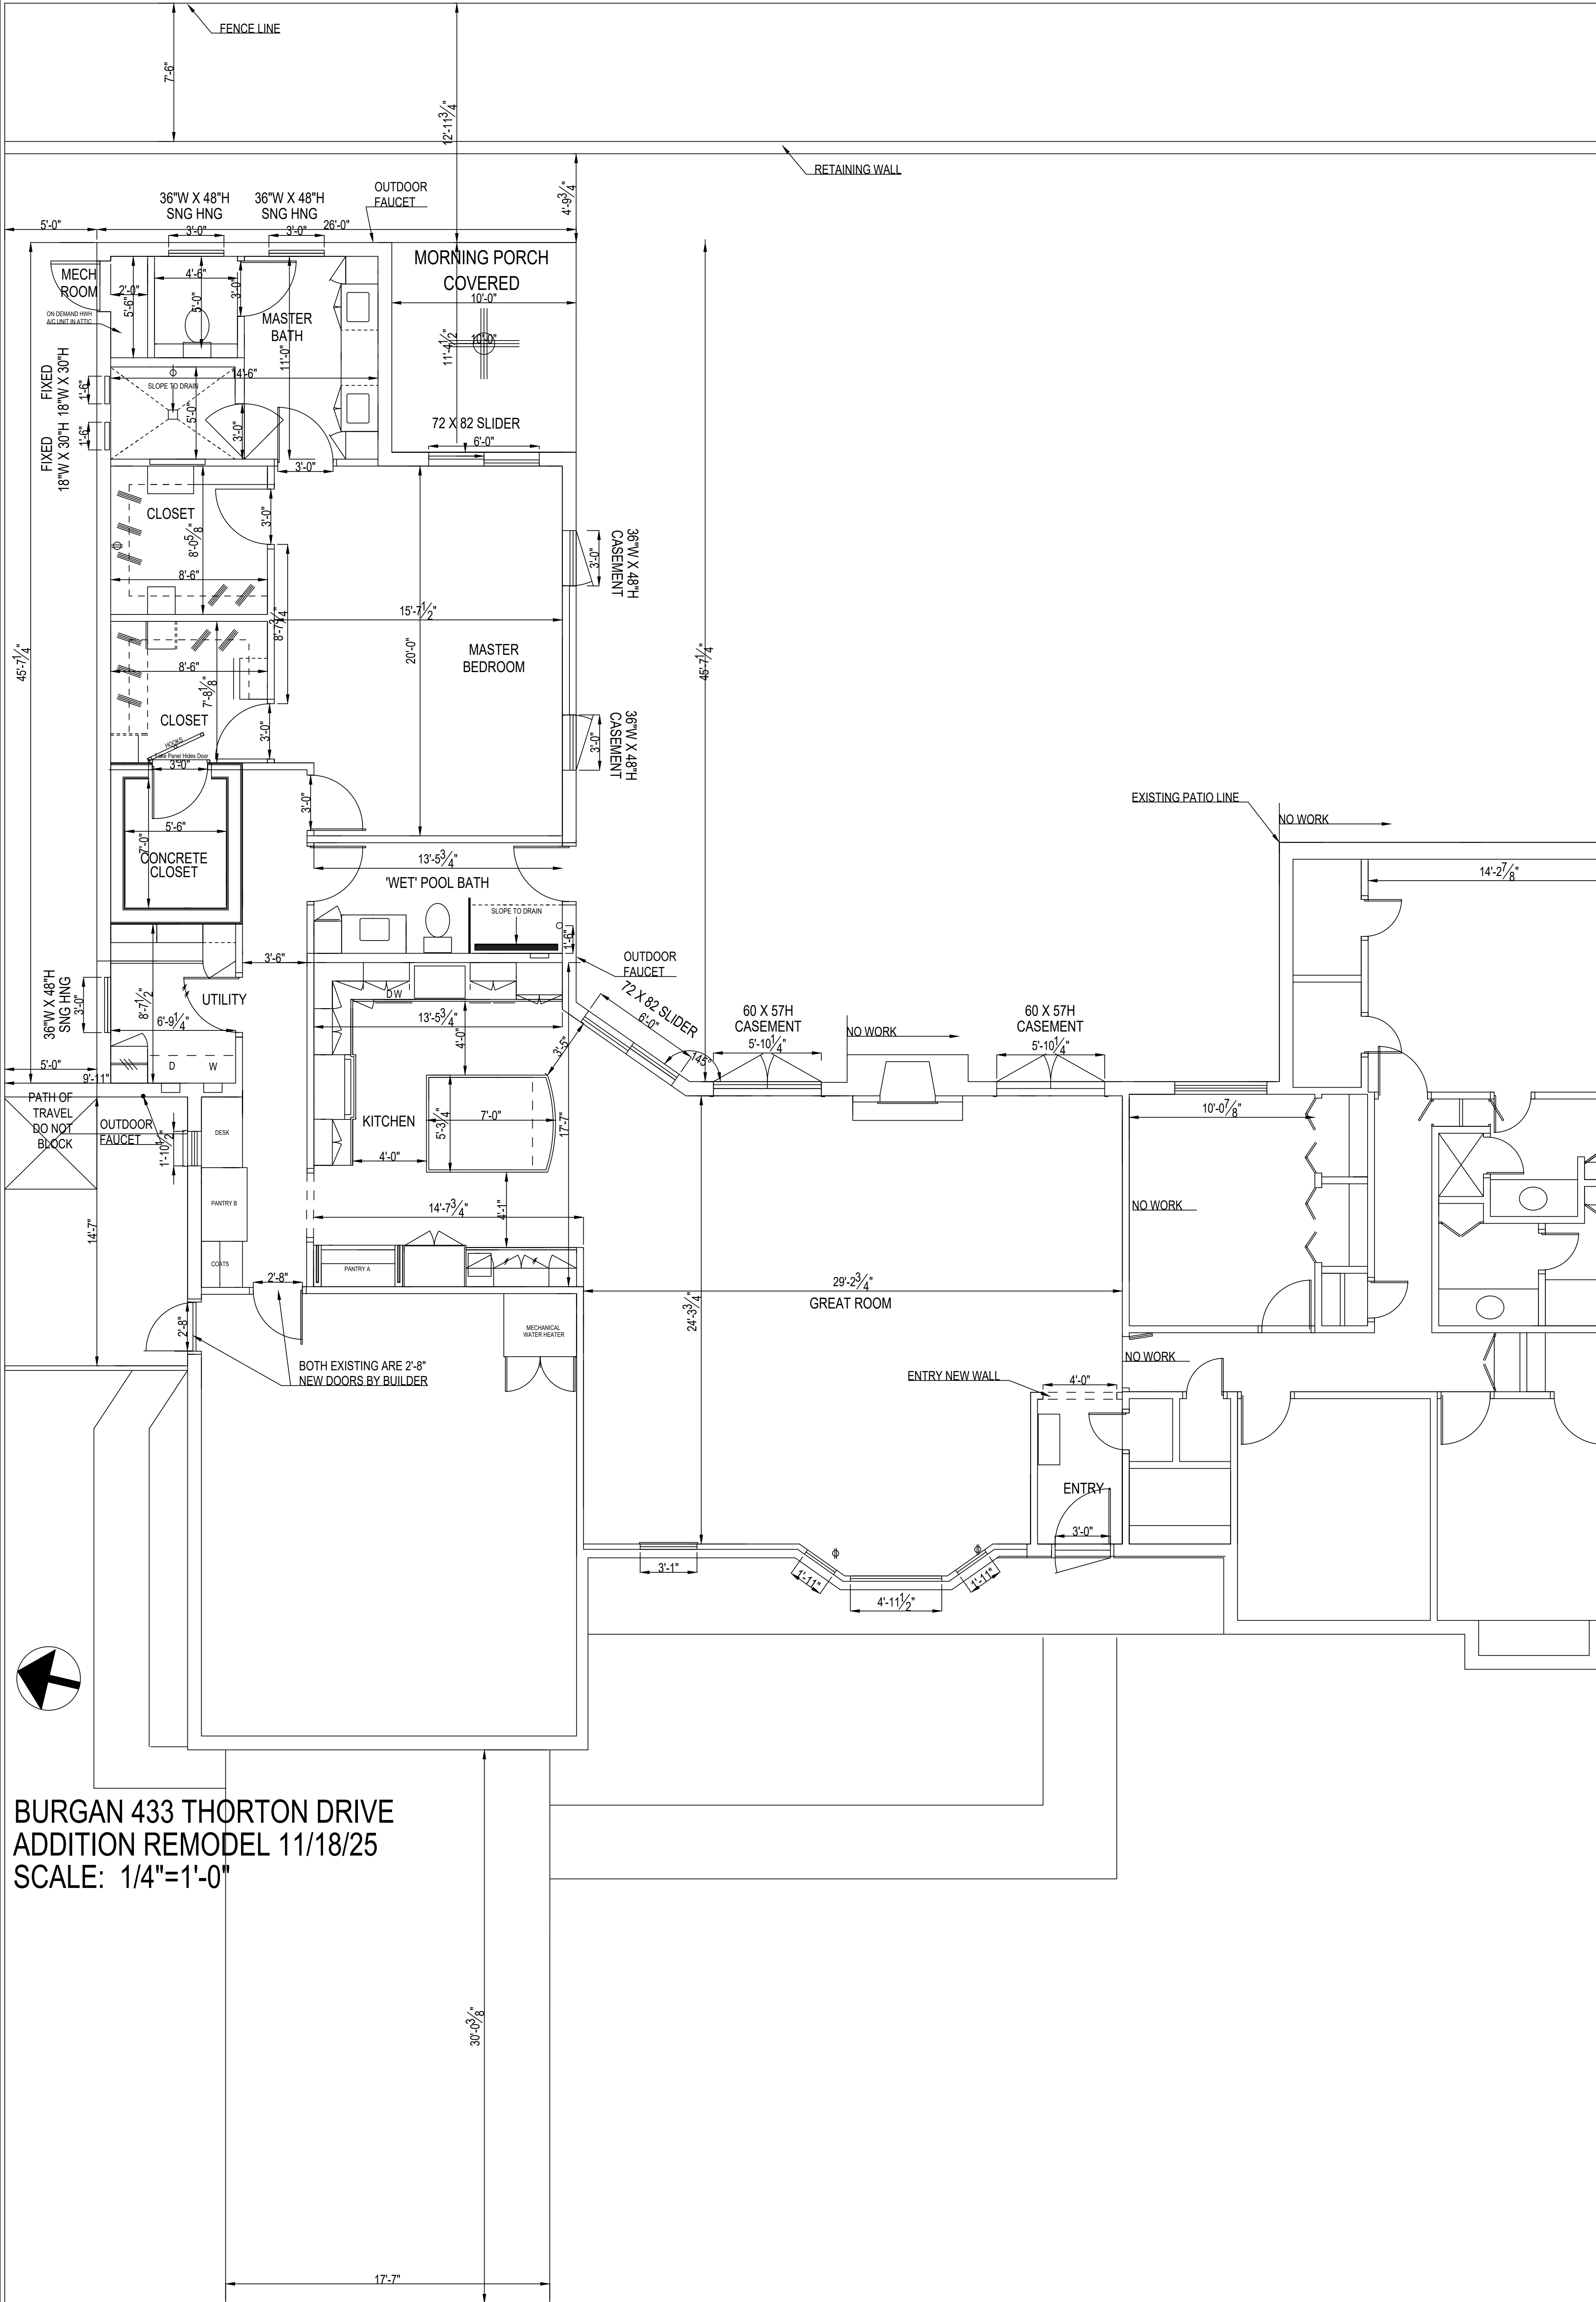 FENCE LINE
7'-6"
12'-11 3/4"
RETAINING WALL
4'-9 3/4"
OUTDOOR
FAUCET
36"W X 48"H
SNG HNG
3'-0"
36"W X 48"H
SNG HNG
3'-0"
5'-0"
26'-0"
MECH
ROOM
2'-0"
5'-6"
ON DEMAND HWH
A/C UNIT IN ATTIC
4'-6"
5'-0"
3'-0"
MASTER
BATH
11'-0"
14'-6"
MORNING PORCH
COVERED
10'-0"
11'-4 1/2"
10'-0"
72 X 82 SLIDER
6'-0"
FIXED
18"W X 30"H
1'-6"
FIXED
18"W X 30"H
1'-6"
SLOPE TO DRAIN
5'-0"
3'-0"
3'-0"
CLOSET
8'-0 5/8"
8'-6"
3'-0"
8'-7 3/4"
15'-7 1/2"
20'-0"
MASTER
BEDROOM
36"W X 48"H
CASEMENT
3'-0"
36"W X 48"H
CASEMENT
3'-0"
45'-7 1/4"
45'-7 1/4"
8'-6"
7'-8 1/8"
CLOSET
3'-0"
HOOKS
Fake Panel Hides Door
3'-0"
3'-0"
5'-6"
7'-0"
CONCRETE
CLOSET
13'-5 3/4"
'WET' POOL BATH
SLOPE TO DRAIN
1'-6"
OUTDOOR
FAUCET
72 X 82 SLIDER
6'-0"
145°
3'-5"
3'-6"
36"W X 48"H
SNG HNG
3'-0"
8'-7 1/2"
UTILITY
6'-9 1/4"
D
W
5'-0"
9'-11"
DW
13'-5 3/4"
4'-0"
KITCHEN
5'-3 3/4"
7'-0"
4'-0"
17'-7"
14'-7 3/4"
4'-1"
PANTRY A
PATH OF
TRAVEL
DO NOT
BLOCK
OUTDOOR
FAUCET
1'-10 1/2"
14'-7"
DESK
PANTRY B
COATS
2'-8"
2'-8"
BOTH EXISTING ARE 2'-8"
NEW DOORS BY BUILDER
MECHANICAL
WATER HEATER
60 X 57H
CASEMENT
5'-10 1/4"
NO WORK
60 X 57H
CASEMENT
5'-10 1/4"
EXISTING PATIO LINE
NO WORK
14'-2 7/8"
10'-0 7/8"
NO WORK
29'-2 3/4"
GREAT ROOM
24'-3 3/4"
NO WORK
ENTRY NEW WALL
4'-0"
ENTRY
3'-0"
3'-1"
1'-11"
4'-11 1/2"
1'-11"
BURGAN 433 THORTON DRIVE
ADDITION REMODEL 11/18/25
SCALE: 1/4"=1'-0"
30'-0 3/8"
17'-7"